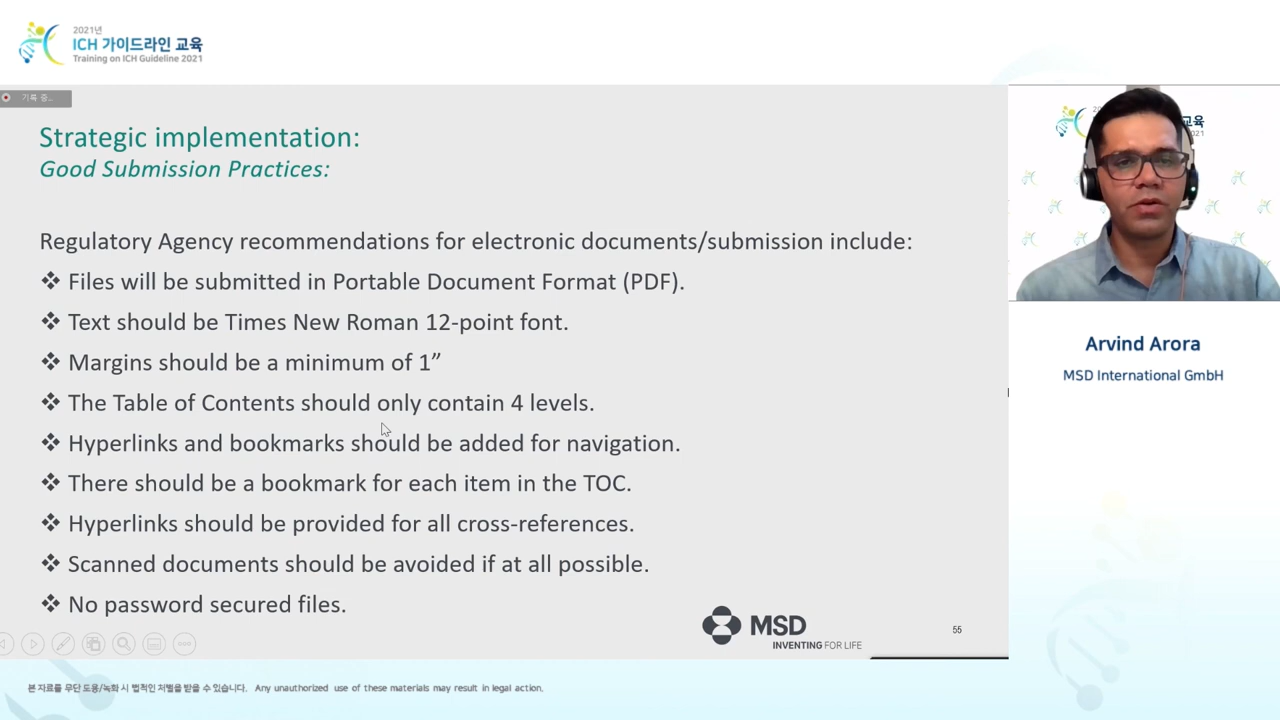 2021년
ICH 가이드라인 교육
Training on ICH Guideline 2021
기록 중...
Strategic implementation:
Good Submission Practices:
Regulatory Agency recommendations for electronic documents/submission include:
❖ Files will be submitted in Portable Document Format (PDF).
❖ Text should be Times New Roman 12-point font.
❖ Margins should be a minimum of 1”
❖ The Table of Contents should only contain 4 levels.
❖ Hyperlinks and bookmarks should be added for navigation.
❖ There should be a bookmark for each item in the TOC.
❖ Hyperlinks should be provided for all cross-references.
❖ Scanned documents should be avoided if at all possible.
❖ No password secured files.
MSD
INVENTING FOR LIFE
55
교육
Arvind Arora
MSD International GmbH
본 자료를 무단 도용/녹화 시 법적인 처벌을 받을 수 있습니다. Any unauthorized use of these materials may result in legal action.